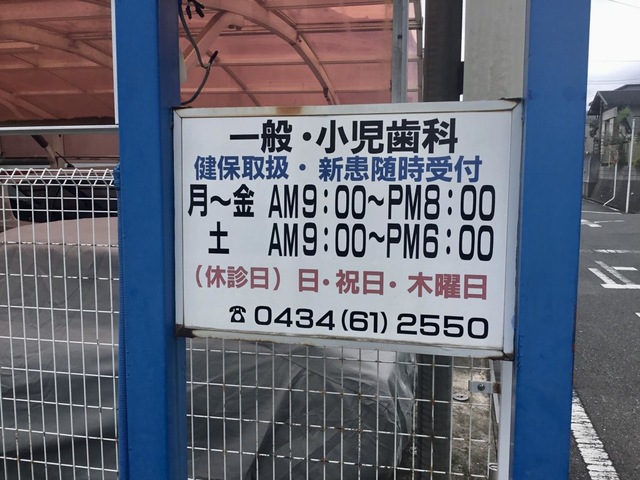 一般・小児歯科
健保取扱・新患随時受付
月～金 AM9:00～PM8:00
土 AM9:00～PM6:00
(休診日) 日・祝日・木曜日
☎ 0434(61)2550